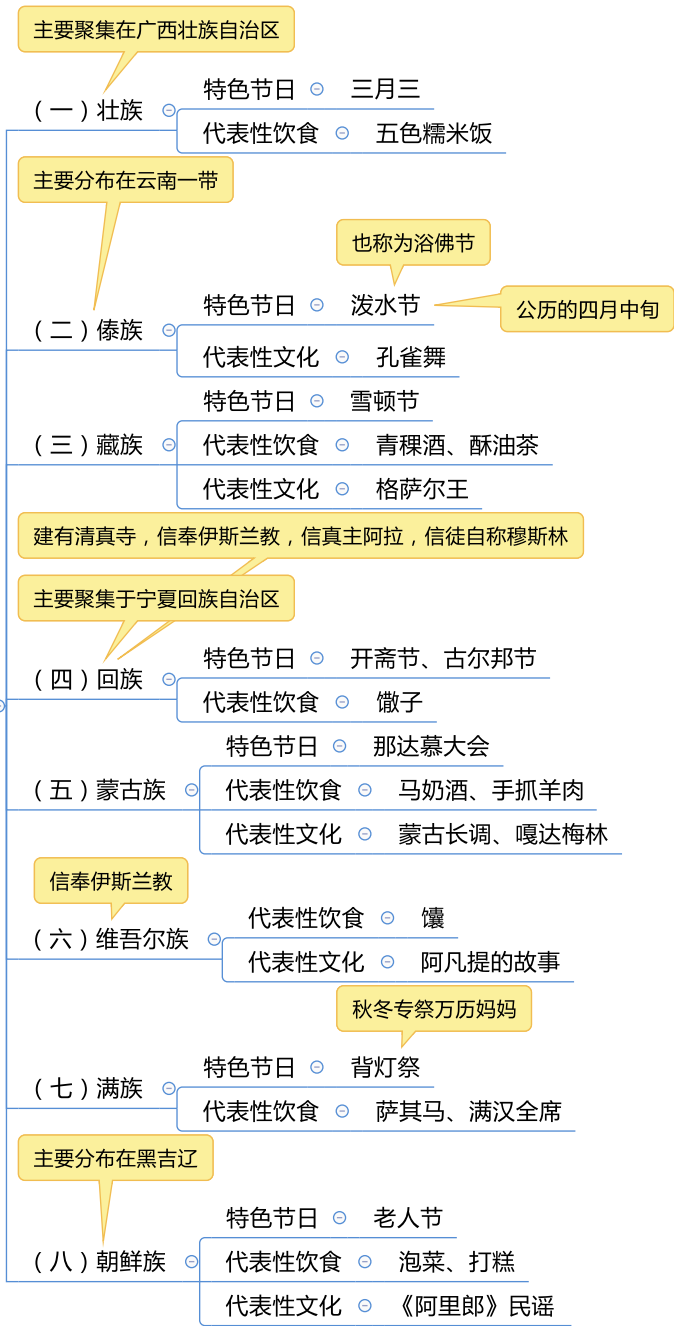 主要聚集在广西壮族自治区
（一）壮族
特色节日
三月三
代表性饮食
五色糯米饭
主要分布在云南一带
也称为浴佛节
（二）傣族
特色节日
泼水节
公历的四月中旬
代表性文化
孔雀舞
（三）藏族
特色节日
雪顿节
代表性饮食
青稞酒、酥油茶
代表性文化
格萨尔王
建有清真寺，信奉伊斯兰教，信真主阿拉，信徒自称穆斯林
主要聚集于宁夏回族自治区
（四）回族
特色节日
开斋节、古尔邦节
代表性饮食
馓子
（五）蒙古族
特色节日
那达慕大会
代表性饮食
马奶酒、手抓羊肉
代表性文化
蒙古长调、嘎达梅林
信奉伊斯兰教
（六）维吾尔族
代表性饮食
馕
代表性文化
阿凡提的故事
秋冬专祭万历妈妈
（七）满族
特色节日
背灯祭
代表性饮食
萨其马、满汉全席
主要分布在黑吉辽
（八）朝鲜族
特色节日
老人节
代表性饮食
泡菜、打糕
代表性文化
《阿里郎》民谣